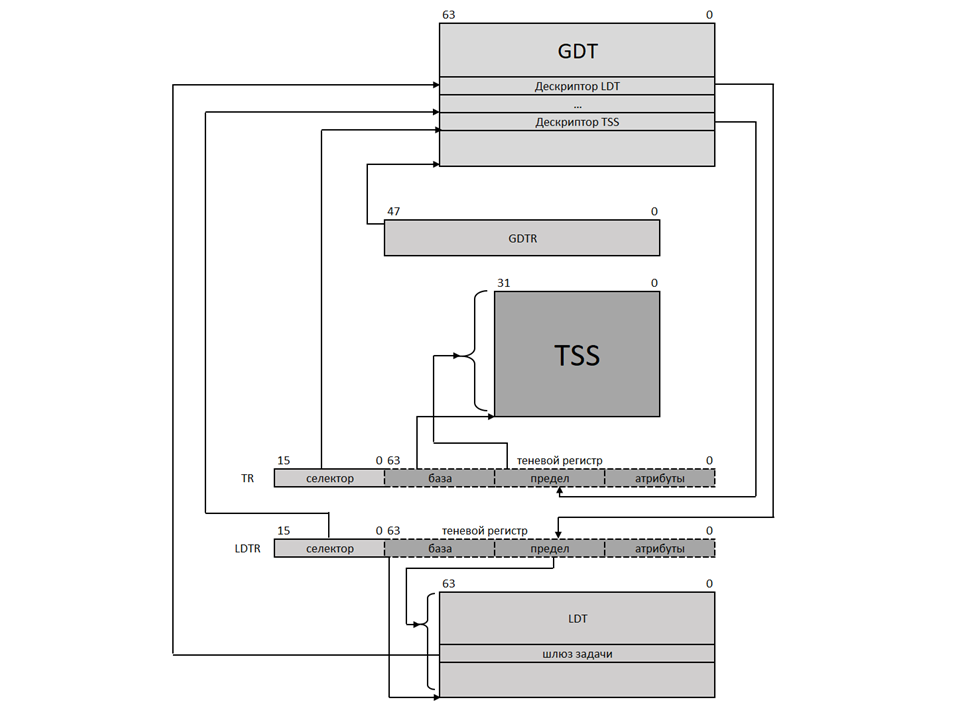 63 0
GDT
Дескриптор LDT
...
Дескриптор TSS
47 0
GDTR
31 0
TSS
15 0 63 теневой регистр 0
TR селектор база предел атрибуты
15 0 63 теневой регистр 0
LDTR селектор база предел атрибуты
63 0
LDT
шлюз задачи